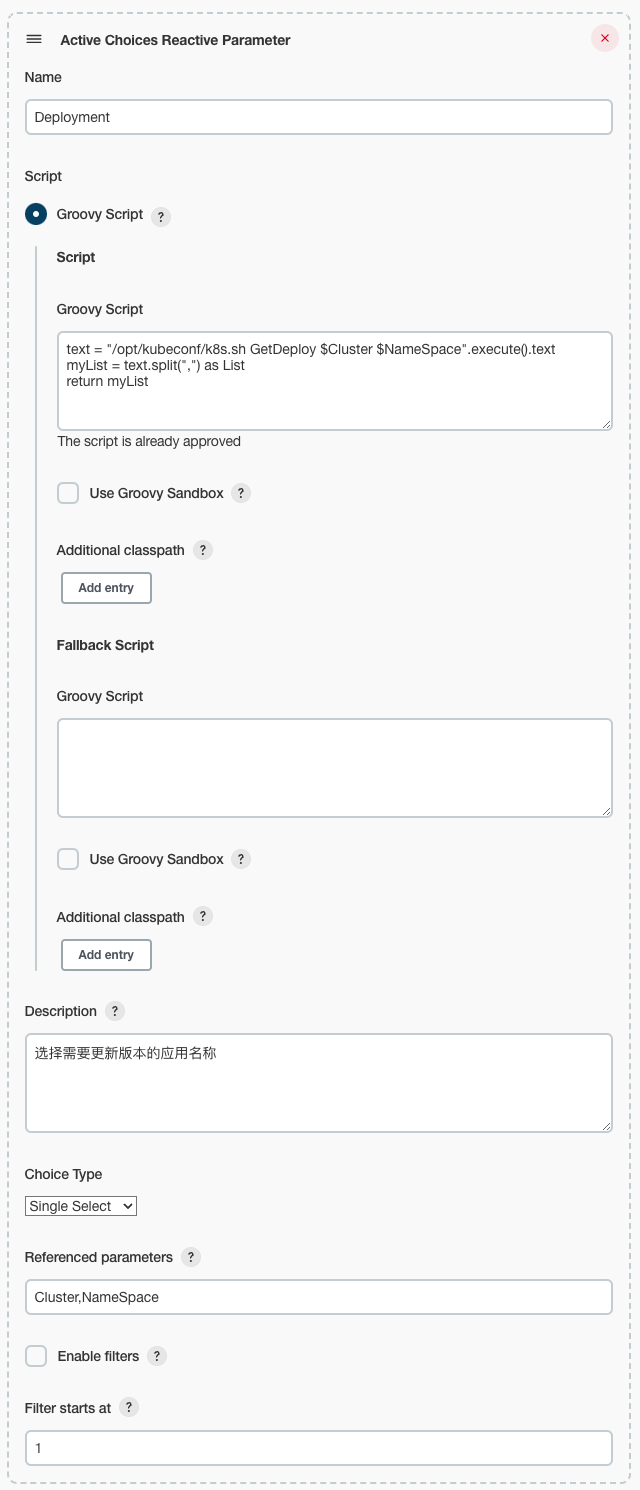 Active Choices Reactive Parameter
Name
Deployment
Script
Groovy Script ?
Script
Groovy Script
text = "/opt/kubeconf/k8s.sh GetDeploy $Cluster $NameSpace".execute().text
myList = text.split(",") as List
return myList
The script is already approved
Use Groovy Sandbox ?
Additional classpath ?
Add entry
Fallback Script
Groovy Script
Use Groovy Sandbox ?
Additional classpath ?
Add entry
Description ?
选择需要更新版本的应用名称
Choice Type
Single Select
Referenced parameters ?
Cluster,NameSpace
Enable filters ?
Filter starts at ?
1